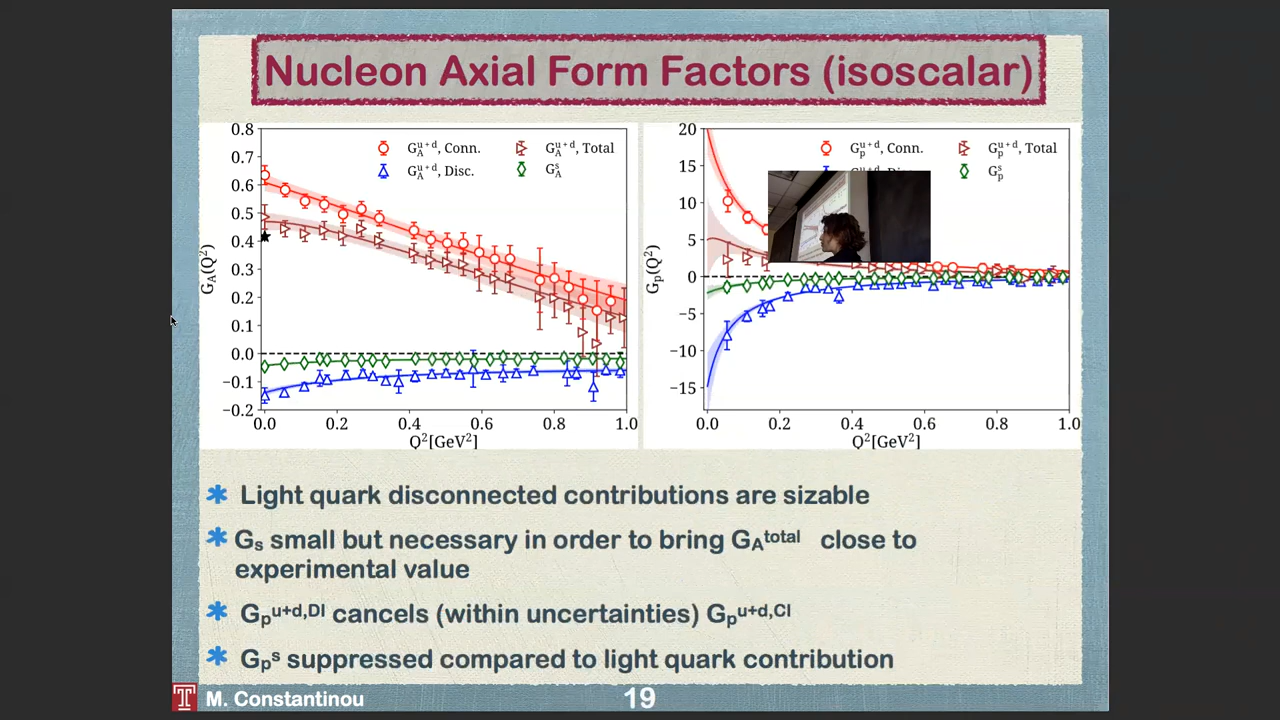 Nucleon Axial Form Factors (isoscalar)
0.8
0.7
0.6
0.5
0.4
0.3
0.2
0.1
0.0
−0.1
−0.2
G_A(Q²)
G_A^{u+d}, Conn.
G_A^{u+d}, Disc.
G_A^{u+d}, Total
G_A^s
0.0 0.2 0.4 0.6 0.8 1.0
Q²[GeV²]
20
15
10
5
0
−5
−10
−15
G_p(Q²)
G_p^{u+d}, Conn.
G_p^{u+d}, Total
G_p^s
0.0 0.2 0.4 0.6 0.8 1.0
Q²[GeV²]
Light quark disconnected contributions are sizable
G_s small but necessary in order to bring G_A^{total} close to
experimental value
G_p^{u+d,DI} cancels (within uncertainties) G_p^{u+d,CI}
G_p^s suppressed compared to light quark contribution
M. Constantinou
19